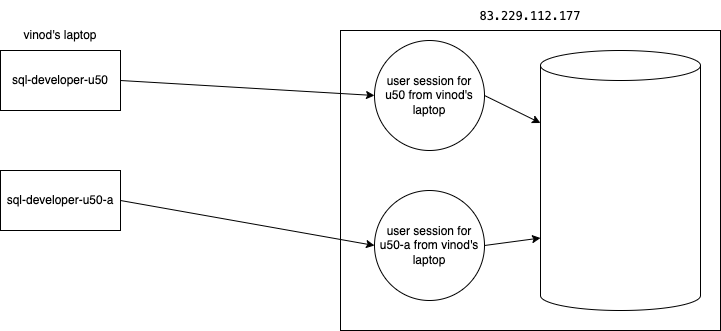 83.229.112.177
vinod's laptop
sql-developer-u50
user session for
u50 from vinod's
laptop
sql-developer-u50-a
user session for
u50-a from vinod's
laptop